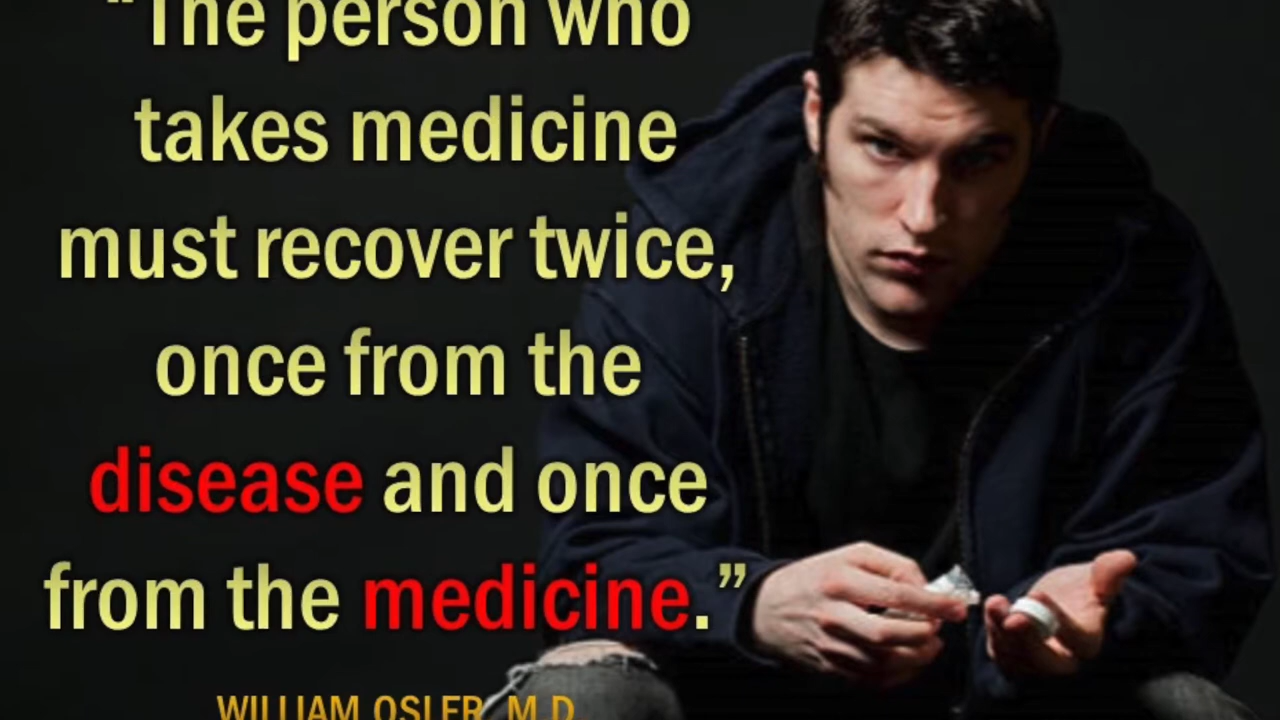 “The person who
takes medicine
must recover twice,
once from the
disease and once
from the medicine.”
WILLIAM OSLER, M.D.